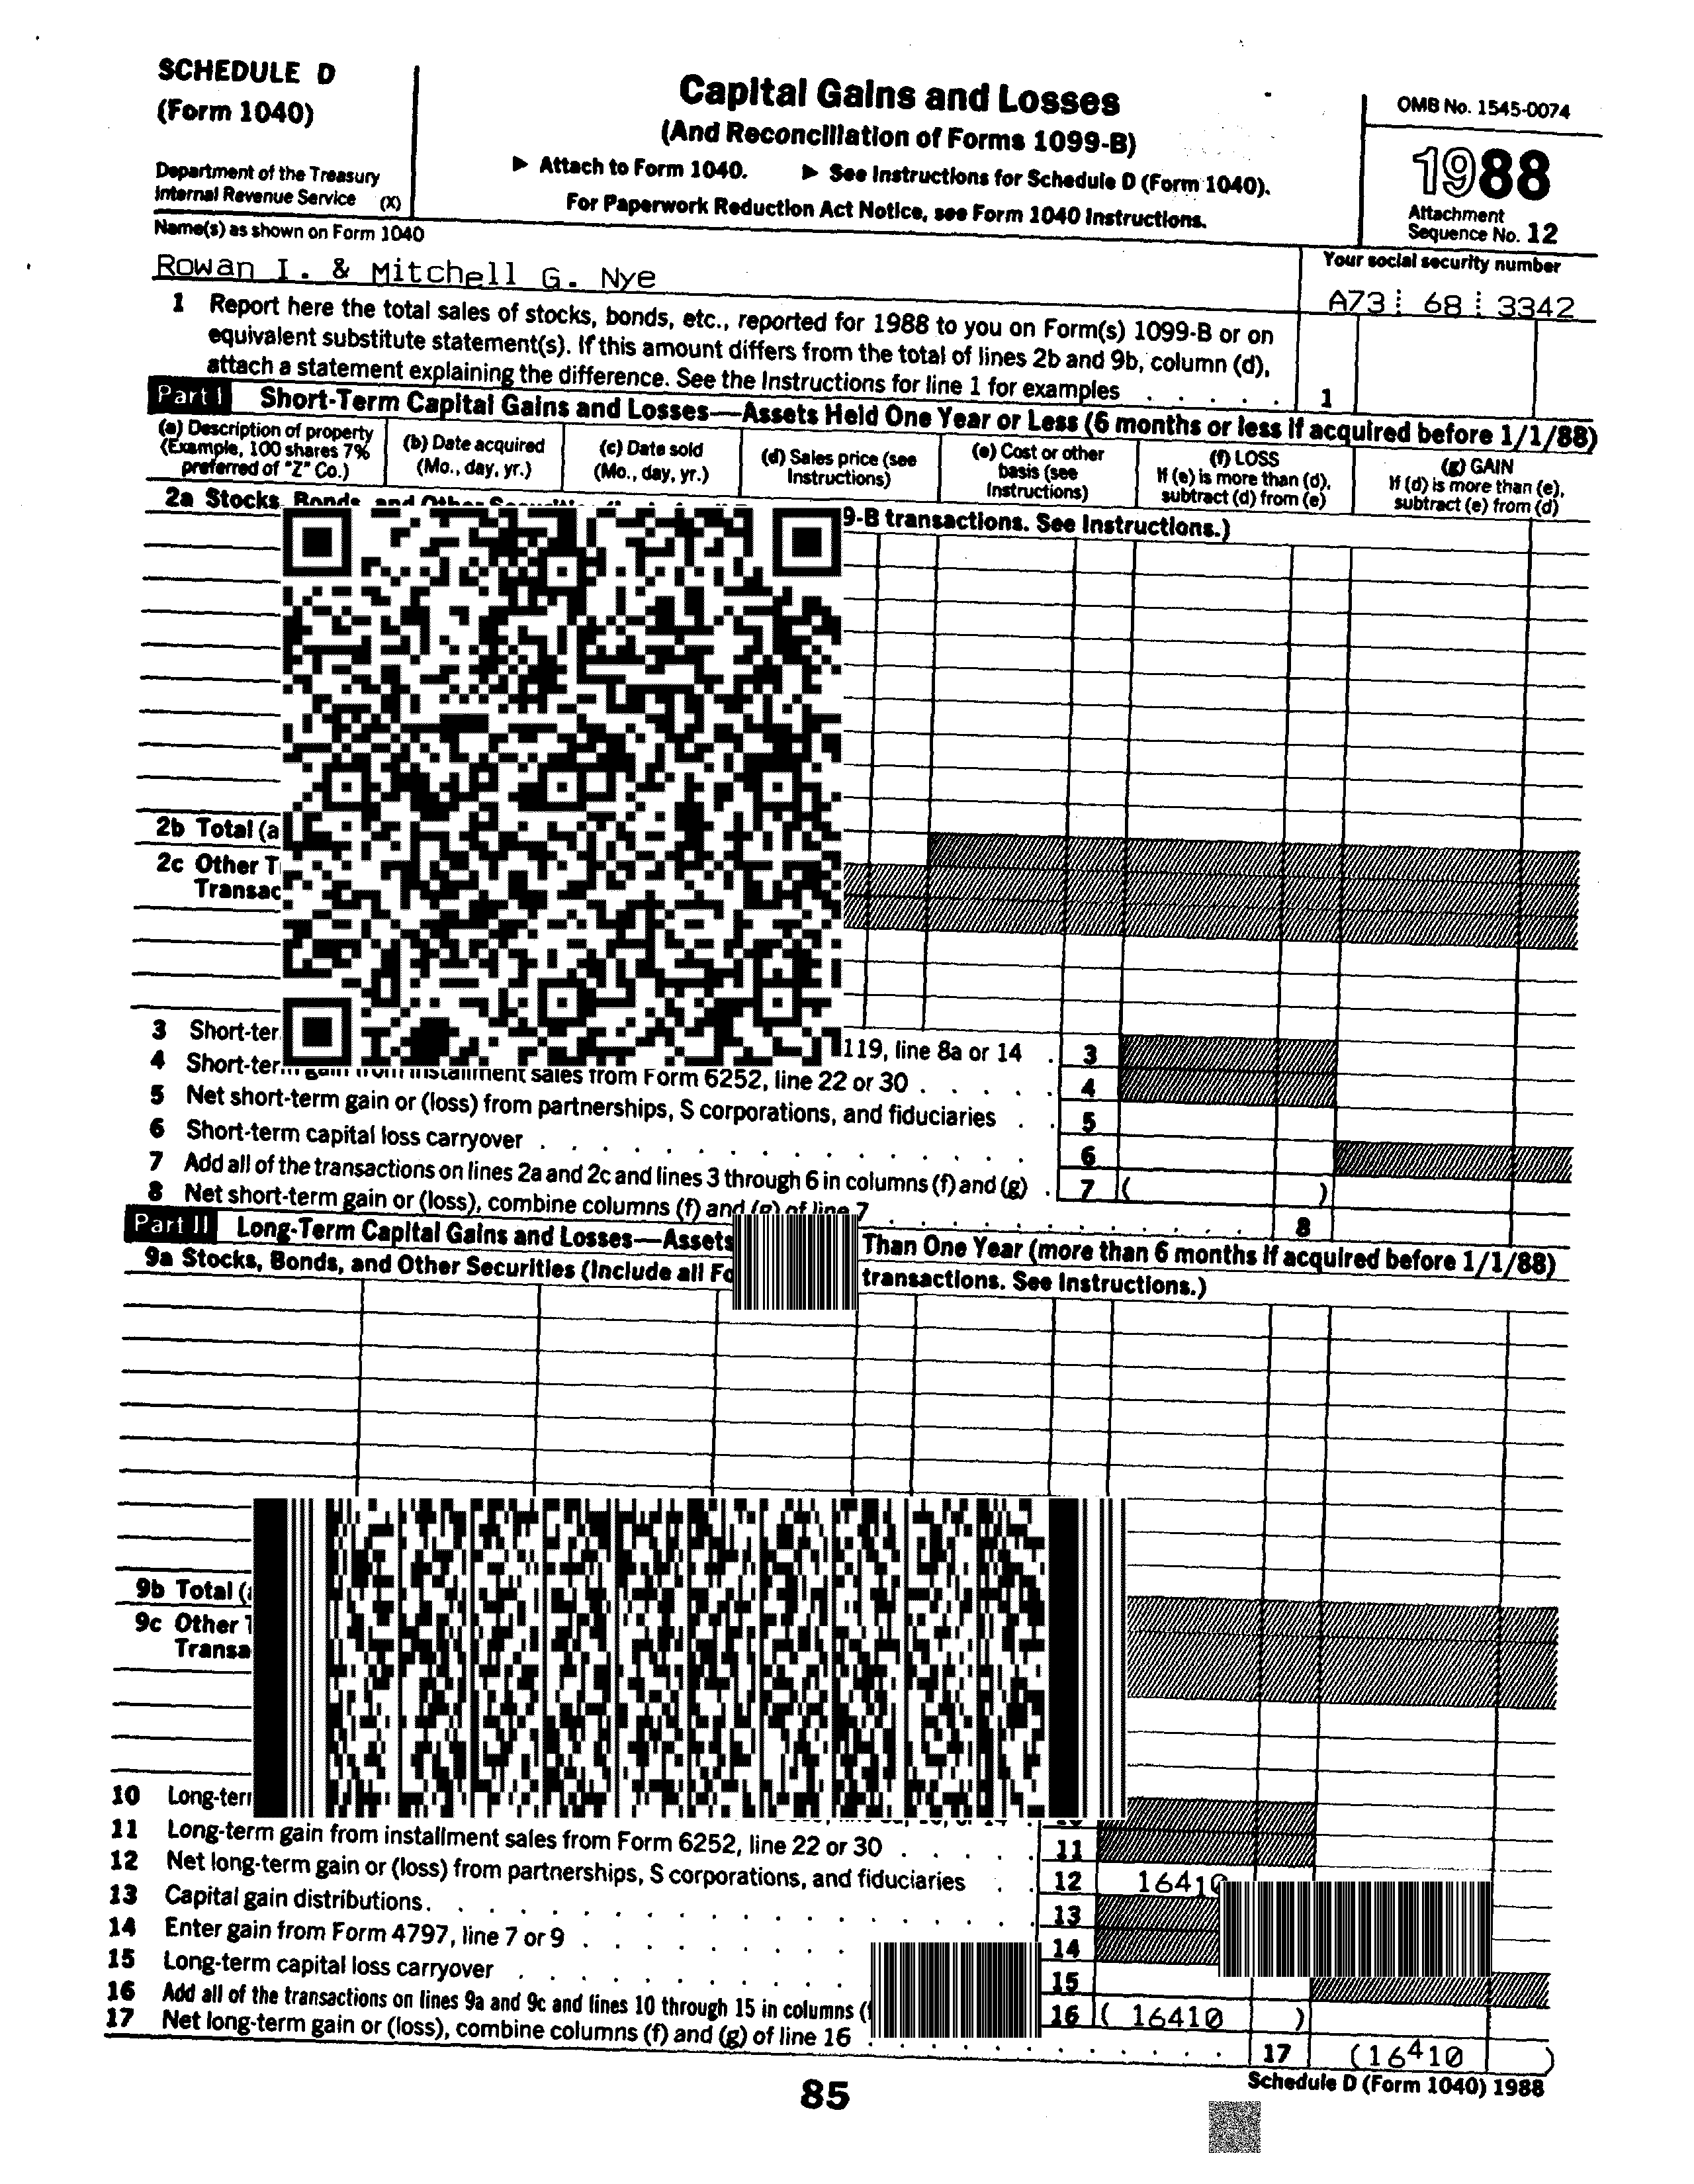 SCHEDULE D
(Form 1040)
Department of the Treasury
Internal Revenue Service (X)
Capital Gains and Losses
(And Reconciliation of Forms 1099-B)
▶ Attach to Form 1040. ▶ See Instructions for Schedule D (Form 1040).
For Paperwork Reduction Act Notice, see Form 1040 Instructions.
OMB No. 1545-0074
1988
Attachment
Sequence No. 12
Name(s) as shown on Form 1040
Rowan I. & Mitchell G. Nye
Your social security number
A73 68 3342
1 Report here the total sales of stocks, bonds, etc., reported for 1988 to you on Form(s) 1099-B or on
equivalent substitute statement(s). If this amount differs from the total of lines 2b and 9b, column (d),
attach a statement explaining the difference. See the Instructions for line 1 for examples . . . . . 1
Part I Short-Term Capital Gains and Losses—Assets Held One Year or Less (6 months or less if acquired before 1/1/88)
(a) Description of property
(Example, 100 shares 7%
preferred of "Z" Co.)
(b) Date acquired
(Mo., day, yr.)
(c) Date sold
(Mo., day, yr.)
(d) Sales price (see
Instructions)
(e) Cost or other
basis (see
Instructions)
(f) LOSS
If (e) is more than (d),
subtract (d) from (e)
(g) GAIN
If (d) is more than (e),
subtract (e) from (d)
2a Stocks, Bonds, and Other 9-B transactions. See Instructions.)
2b Total (a
2c Other
Transac
3 Short-ter 119, line 8a or 14 . 3
4 Short-term gain from installment sales from Form 6252, line 22 or 30 . . . . . 4
5 Net short-term gain or (loss) from partnerships, S corporations, and fiduciaries . . 5
6 Short-term capital loss carryover . . . . . . . . . . . . . . . 6
7 Add all of the transactions on lines 2a and 2c and lines 3 through 6 in columns (f) and (g) . 7 ( )
8 Net short-term gain or (loss), combine columns (f) and (g) of line 7 . . . . . . . . . . . . 8
Part II Long-Term Capital Gains and Losses—Assets Than One Year (more than 6 months if acquired before 1/1/88)
9a Stocks, Bonds, and Other Securities (Include all Fo transactions. See Instructions.)
9b Total (
9c Other
Transa
10 Long-ter
11 Long-term gain from installment sales from Form 6252, line 22 or 30 . . . . . 11
12 Net long-term gain or (loss) from partnerships, S corporations, and fiduciaries . . 12 16410
13 Capital gain distributions. . . . . . . . . . . . . . . . . . . 13
14 Enter gain from Form 4797, line 7 or 9 . . . . . . . . . 14
15 Long-term capital loss carryover . . . . . . . . . . . 15
16 Add all of the transactions on lines 9a and 9c and lines 10 through 15 in columns ( 16 ( 16410 )
17 Net long-term gain or (loss), combine columns (f) and (g) of line 16 . . . . . . . . . . . . 17 (16410 )
Schedule D (Form 1040) 1988
85